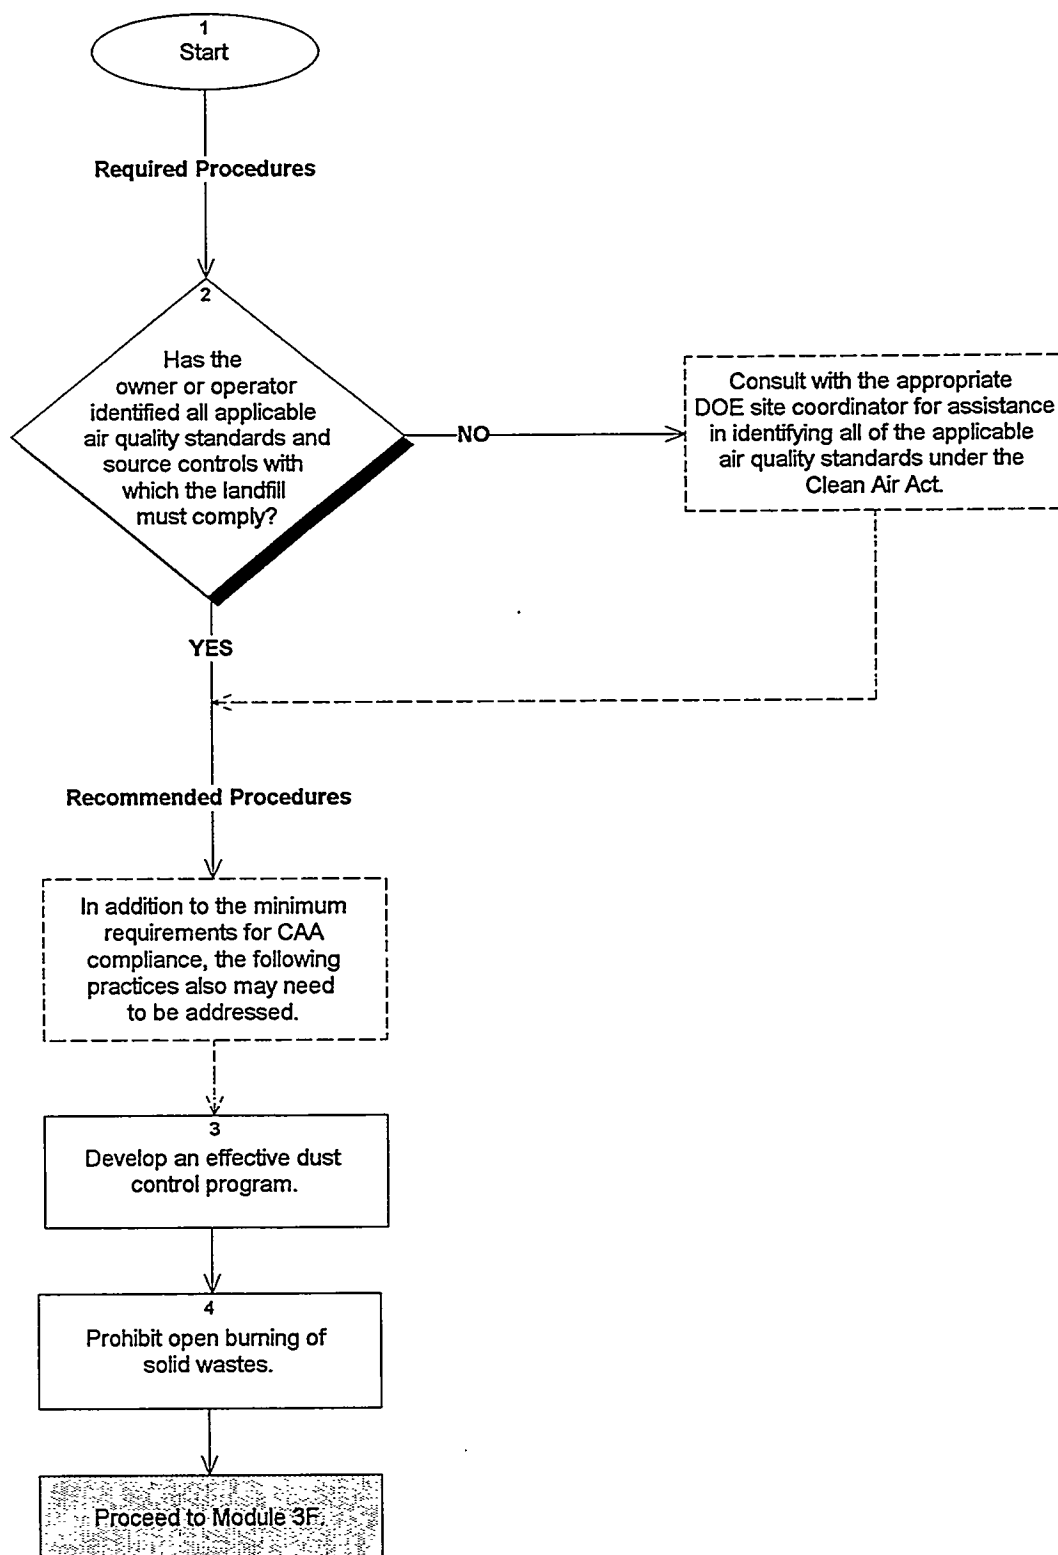 1
Start
Required Procedures
2
Has the
owner or operator
identified all applicable
air quality standards and
source controls with
which the landfill
must comply?
NO
Consult with the appropriate
DOE site coordinator for assistance
in identifying all of the applicable
air quality standards under the
Clean Air Act.
YES
Recommended Procedures
In addition to the minimum
requirements for CAA
compliance, the following
practices also may need
to be addressed.
3
Develop an effective dust
control program.
4
Prohibit open burning of
solid wastes.
Proceed to Module 3F.